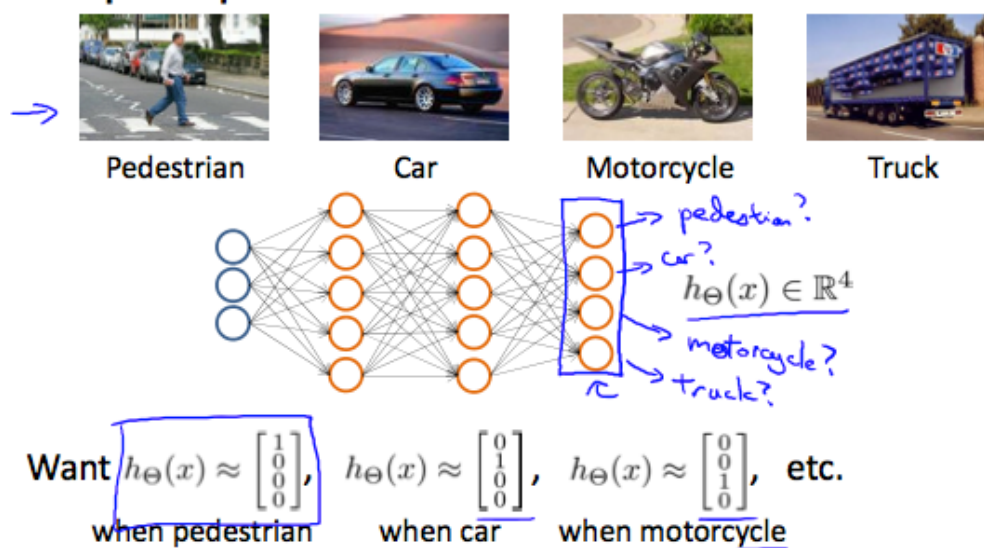 Pedestrian Car Motorcycle Truck
pedestian?
car?
hΘ(x) ∈ ℝ⁴
motorcycle?
truck?
Want hΘ(x) ≈ [1 0 0 0], hΘ(x) ≈ [0 1 0 0], hΘ(x) ≈ [0 0 1 0], etc.
when pedestrian when car when motorcycle